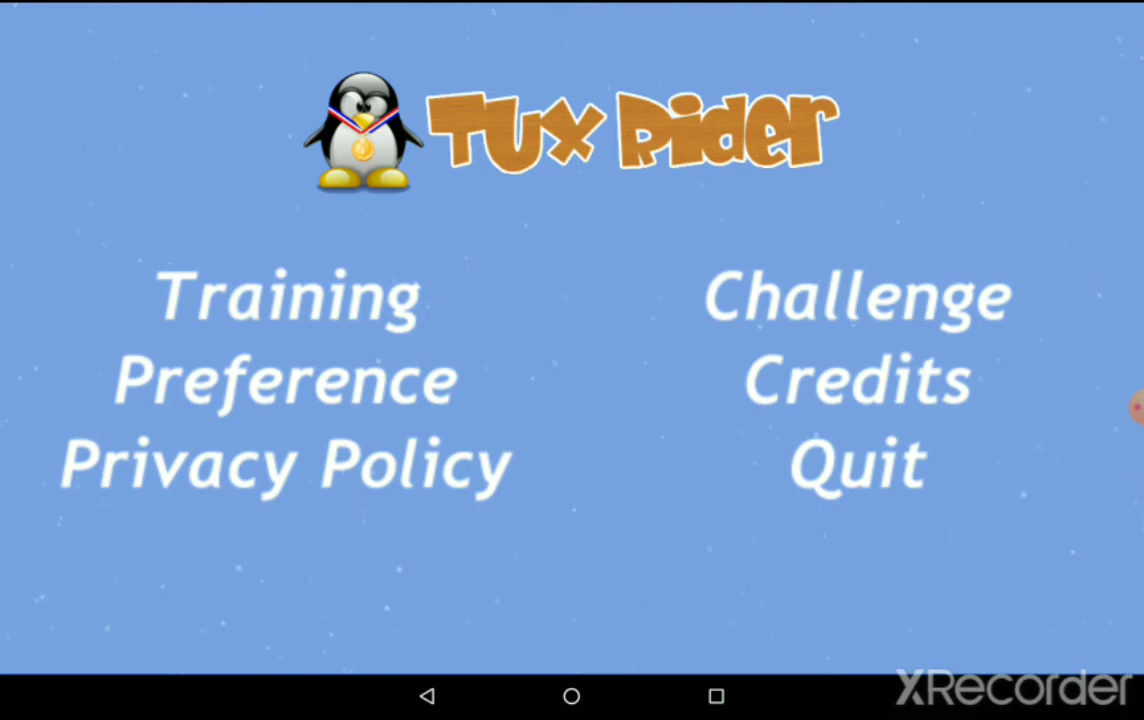 Tux Rider
Training
Challenge
Preference
Credits
Privacy Policy
Quit
XRecorder